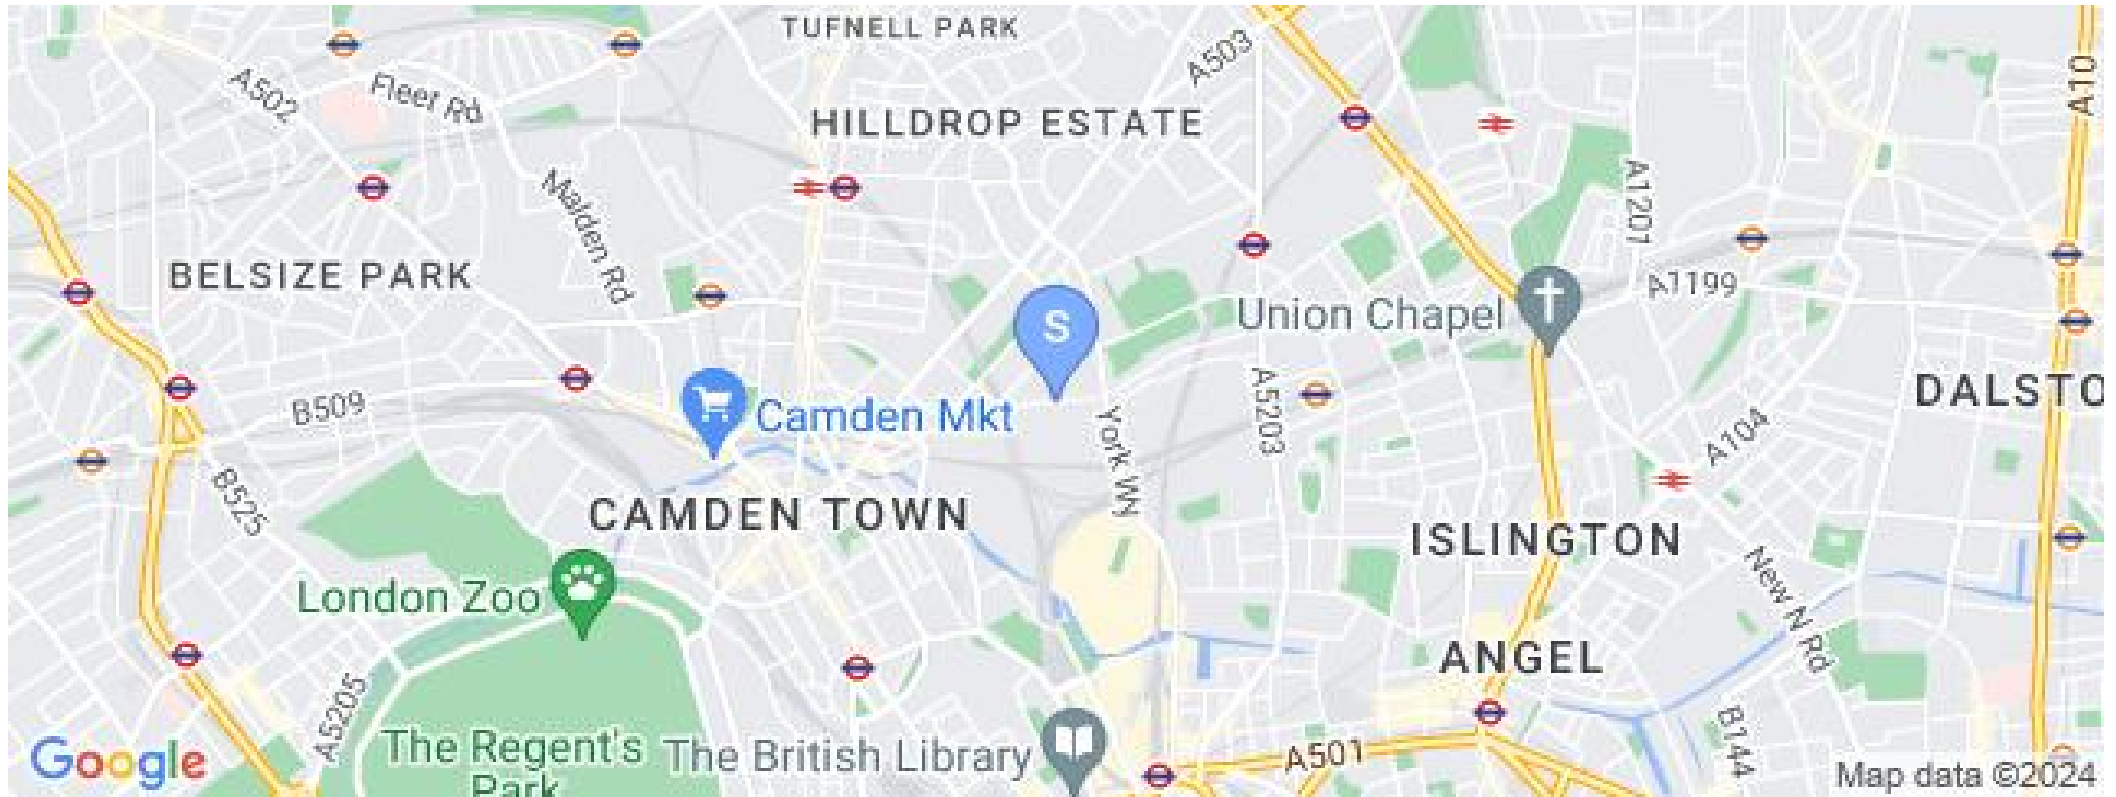 TUFNELL PARK
A503
A502
Fleet Rd
HILLDROP ESTATE
A10
Malden Rd
A1201
BELSIZE PARK
A1199
S
Union Chapel
B509
Camden Mkt
York Wy
A5203
DALSTO
A104
B525
CAMDEN TOWN
ISLINGTON
London Zoo
New N Rd
ANGEL
A5205
The Regent's
Park
The British Library
A501
B144
Google
Map data ©2024